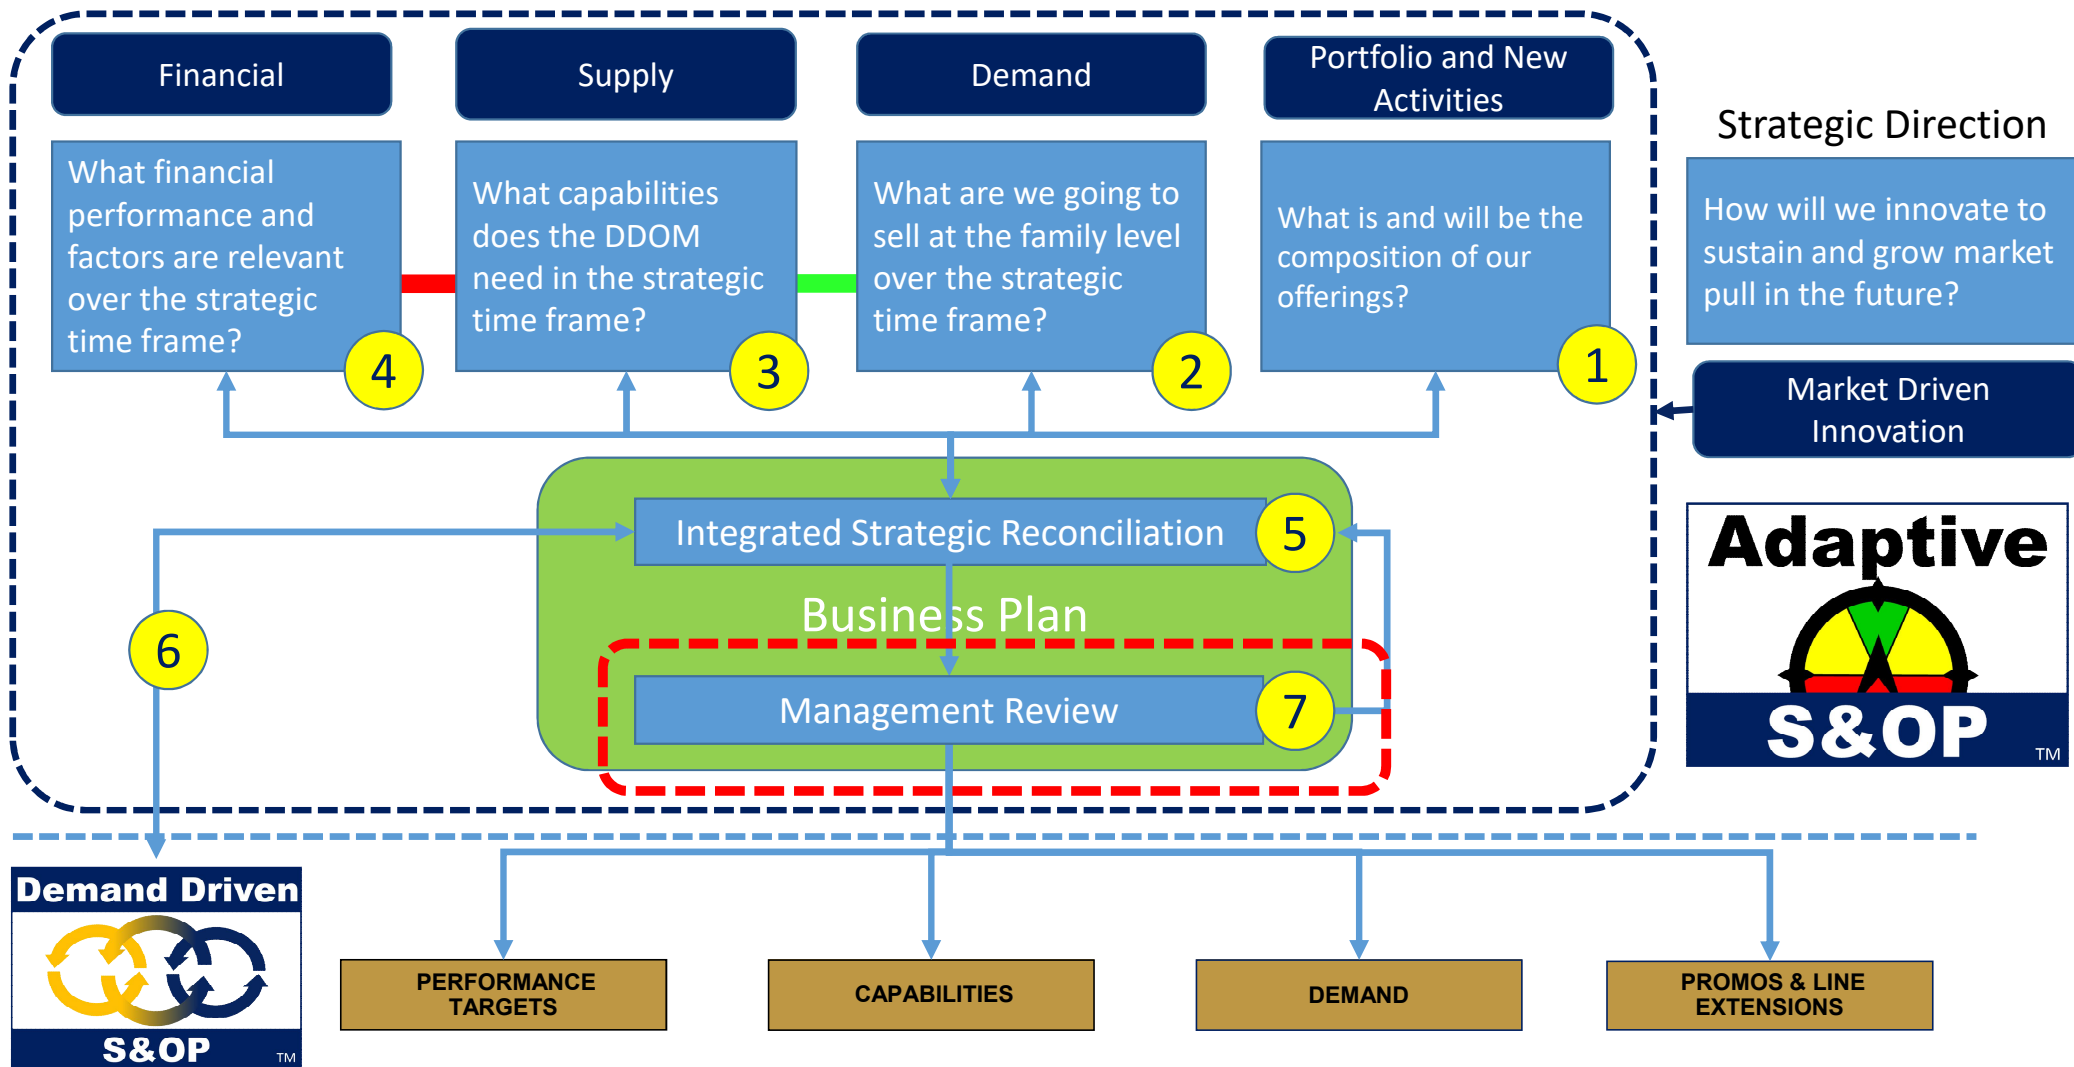 Financial
Supply
Demand
Portfolio and New
Activities
What financial
performance and
factors are relevant
over the strategic
time frame?
4
What capabilities
does the DDOM
need in the strategic
time frame?
3
What are we going to
sell at the family level
over the strategic
time frame?
2
What is and will be the
composition of our
offerings?
1
Strategic Direction
How will we innovate to
sustain and grow market
pull in the future?
Market Driven
Innovation
Integrated Strategic Reconciliation
5
Business Plan
6
Management Review
7
Adaptive
S&OP
TM
Demand Driven
S&OP
TM
PERFORMANCE
TARGETS
CAPABILITIES
DEMAND
PROMOS & LINE
EXTENSIONS